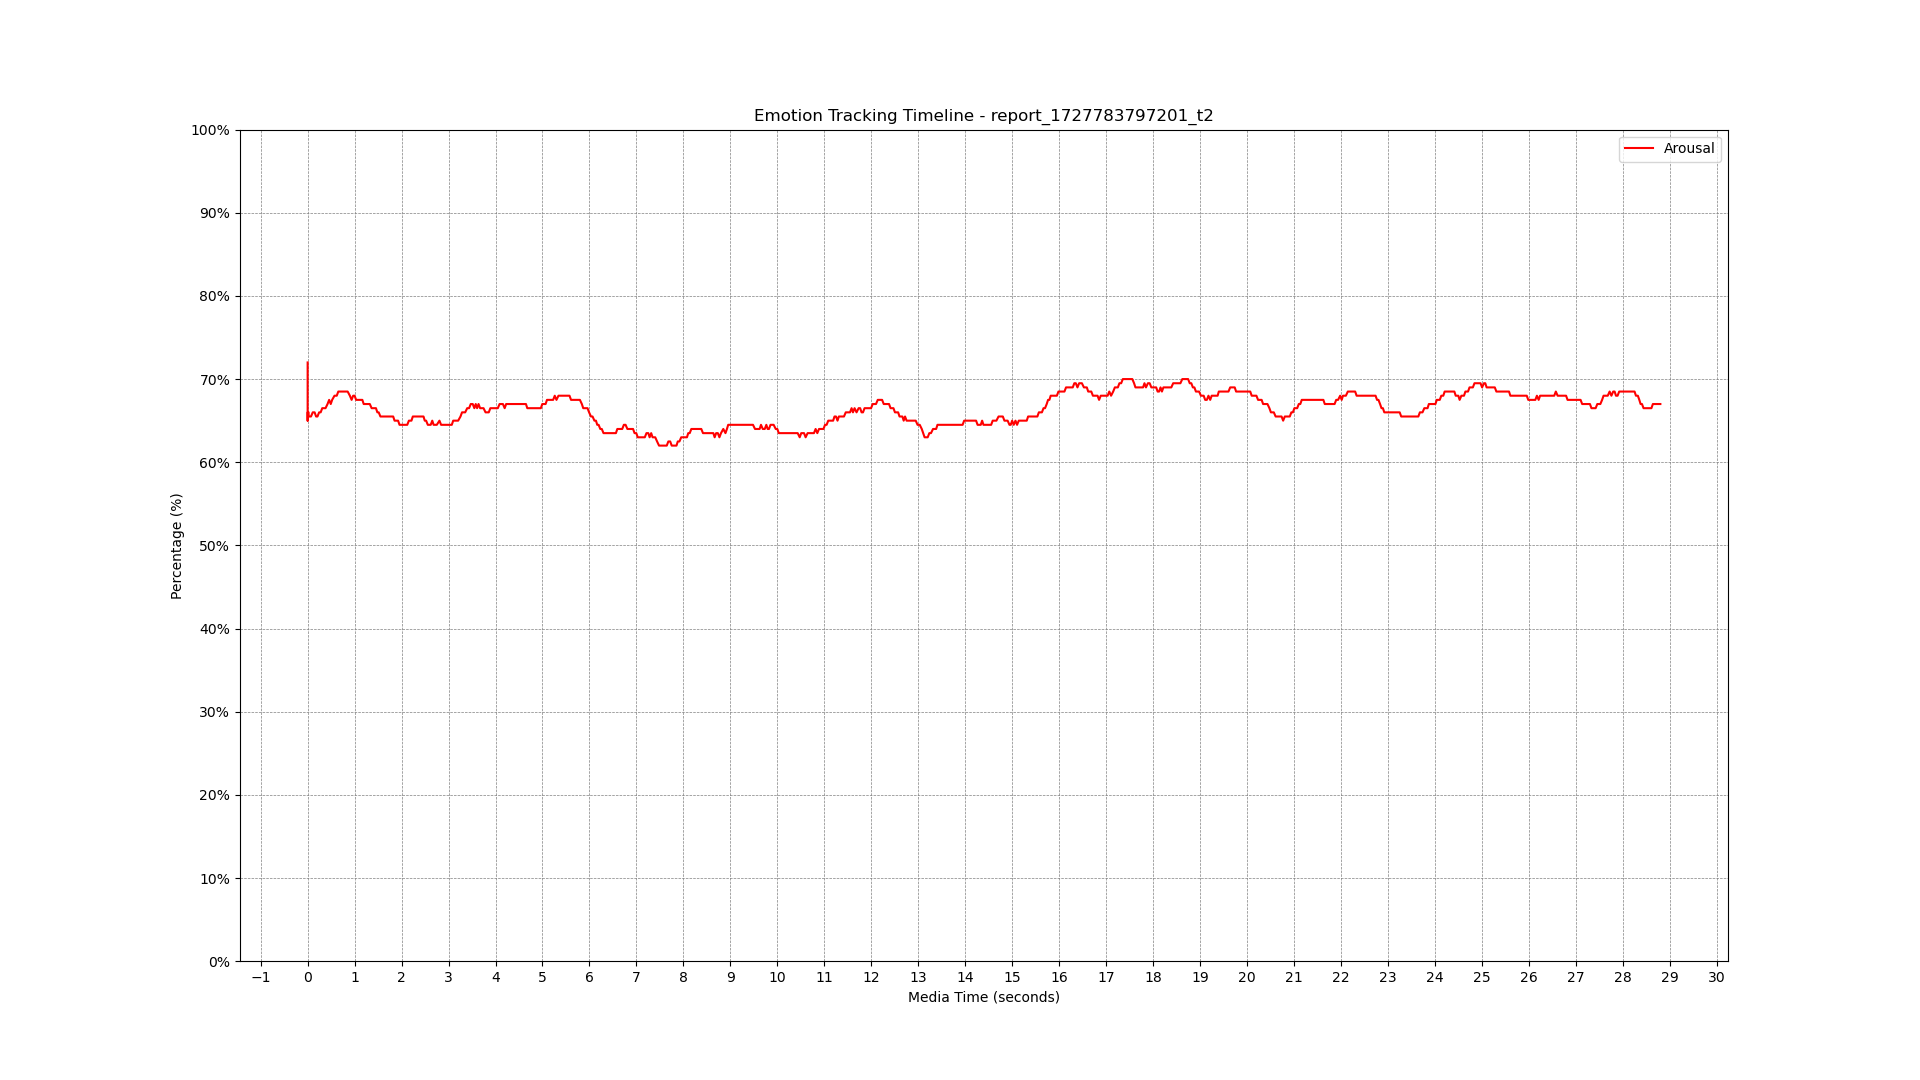 Emotion Tracking Timeline - report_1727783797201_t2
Arousal
100%
90%
80%
70%
60%
50%
40%
30%
20%
10%
0%
Percentage (%)
−1 0 1 2 3 4 5 6 7 8 9 10 11 12 13 14 15 16 17 18 19 20 21 22 23 24 25 26 27 28 29 30
Media Time (seconds)